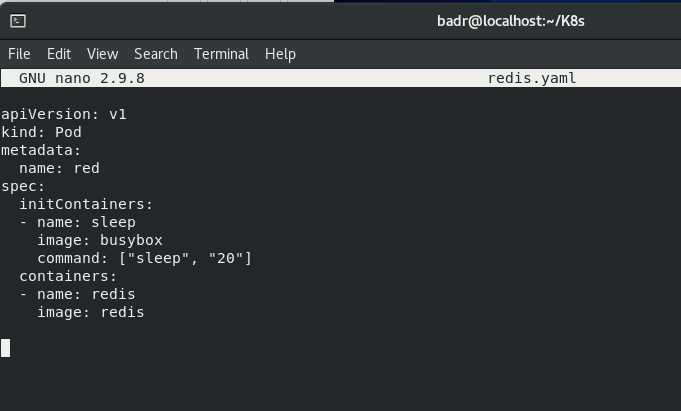 badr@localhost:~/K8s
File Edit View Search Terminal Help
GNU nano 2.9.8 redis.yaml
apiVersion: v1
kind: Pod
metadata:
  name: red
spec:
  initContainers:
  - name: sleep
    image: busybox
    command: ["sleep", "20"]
  containers:
  - name: redis
    image: redis